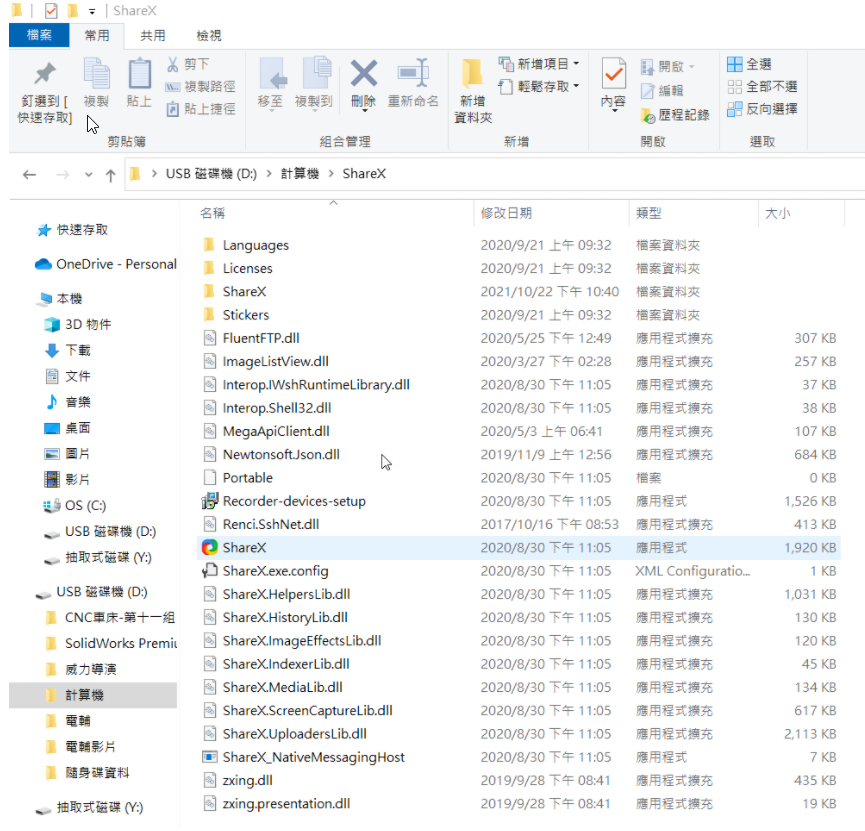 ShareX
檔案 常用 共用 檢視
釘選到 [快速存取]
複製
貼上
剪下
複製路徑
貼上捷徑
剪貼簿
移至
複製到
刪除
重新命名
組合管理
新增資料夾
新增項目
輕鬆存取
新增
內容
開啟
編輯
歷程記錄
開啟
全選
全部不選
反向選擇
選取
USB 磁碟機 (D:) > 計算機 > ShareX
快速存取
OneDrive - Personal
本機
3D 物件
下載
文件
音樂
桌面
圖片
影片
OS (C:)
USB 磁碟機 (D:)
抽取式磁碟 (Y:)
USB 磁碟機 (D:)
CNC車床-第十一組
SolidWorks Premiu
威力導演
計算機
電輔
電輔影片
隨身碟資料
抽取式磁碟 (Y:)
名稱 修改日期 類型 大小
Languages 2020/9/21 上午 09:32 檔案資料夾
Licenses 2020/9/21 上午 09:32 檔案資料夾
ShareX 2021/10/22 下午 10:40 檔案資料夾
Stickers 2020/9/21 上午 09:32 檔案資料夾
FluentFTP.dll 2020/5/25 下午 12:49 應用程式擴充 307 KB
ImageListView.dll 2020/3/27 下午 02:28 應用程式擴充 257 KB
Interop.IWshRuntimeLibrary.dll 2020/8/30 下午 11:05 應用程式擴充 37 KB
Interop.Shell32.dll 2020/8/30 下午 11:05 應用程式擴充 38 KB
MegaApiClient.dll 2020/5/3 上午 06:41 應用程式擴充 107 KB
Newtonsoft.Json.dll 2019/11/9 上午 12:56 應用程式擴充 684 KB
Portable 2020/8/30 下午 11:05 檔案 0 KB
Recorder-devices-setup 2020/8/30 下午 11:05 應用程式 1,526 KB
Renci.SshNet.dll 2017/10/16 下午 08:53 應用程式擴充 413 KB
ShareX 2020/8/30 下午 11:05 應用程式 1,920 KB
ShareX.exe.config 2020/8/30 下午 11:05 XML Configuratio... 1 KB
ShareX.HelpersLib.dll 2020/8/30 下午 11:05 應用程式擴充 1,031 KB
ShareX.HistoryLib.dll 2020/8/30 下午 11:05 應用程式擴充 130 KB
ShareX.ImageEffectsLib.dll 2020/8/30 下午 11:05 應用程式擴充 120 KB
ShareX.IndexerLib.dll 2020/8/30 下午 11:05 應用程式擴充 45 KB
ShareX.MediaLib.dll 2020/8/30 下午 11:05 應用程式擴充 134 KB
ShareX.ScreenCaptureLib.dll 2020/8/30 下午 11:05 應用程式擴充 617 KB
ShareX.UploadersLib.dll 2020/8/30 下午 11:05 應用程式擴充 2,113 KB
ShareX_NativeMessagingHost 2020/8/30 下午 11:05 應用程式 7 KB
zxing.dll 2019/9/28 下午 08:41 應用程式擴充 435 KB
zxing.presentation.dll 2019/9/28 下午 08:41 應用程式擴充 19 KB